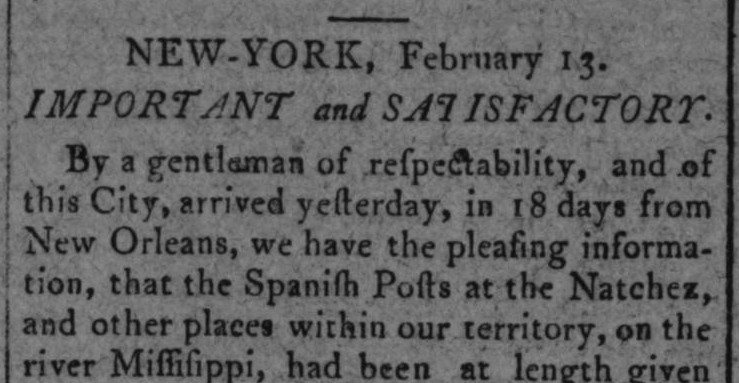 NEW-YORK, February 13.
IMPORTANT and SATISFACTORY.
By a gentleman of reſpectability, and of
this City, arrived yeſterday, in 18 days from
New Orleans, we have the pleaſing informa-
tion, that the Spaniſh Poſts at the Natchez,
and other places within our territory, on the
river Miſſiſippi, had been at length given